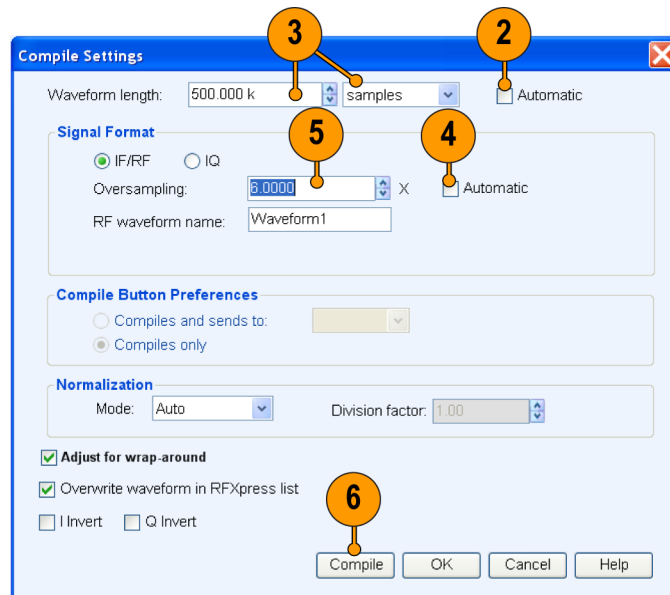 3
2
Compile Settings
Waveform length: 500.000 k samples Automatic
Signal Format
5
4
IF/RF IQ
Oversampling: 6.0000 X Automatic
RF waveform name: Waveform1
Compile Button Preferences
Compiles and sends to:
Compiles only
Normalization
Mode: Auto Division factor: 1.00
Adjust for wrap-around
Overwrite waveform in RFXpress list
6
I Invert Q Invert
Compile OK Cancel Help